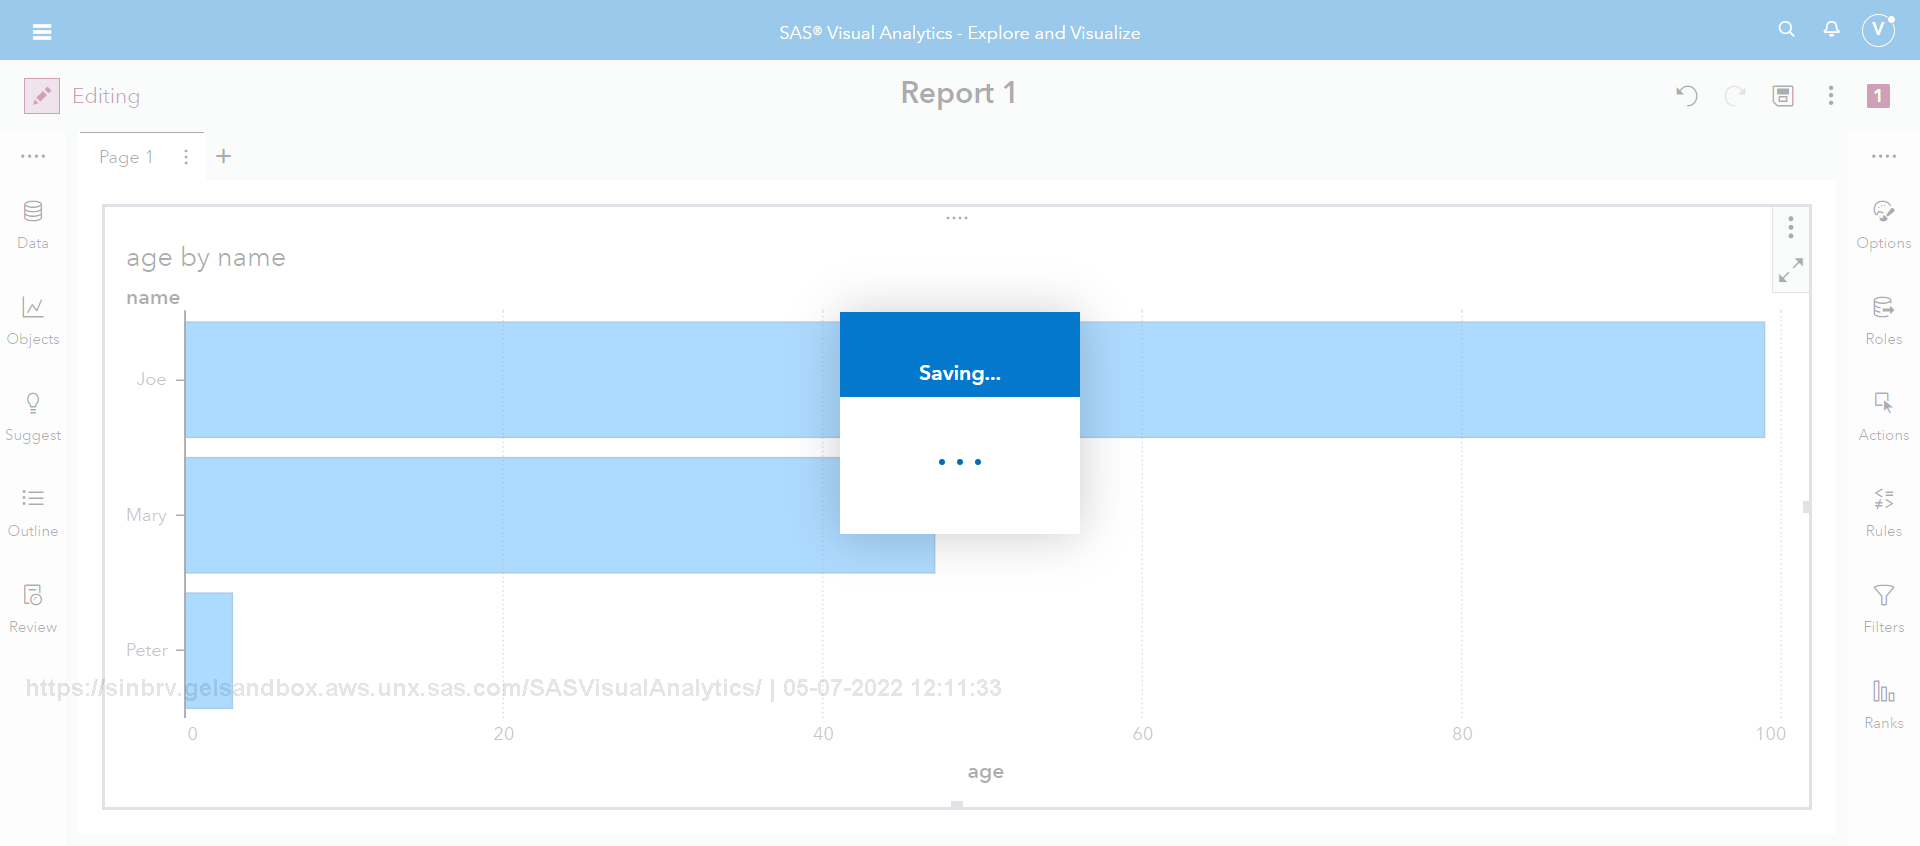 SAS® Visual Analytics - Explore and Visualize
V
Editing
Report 1
1
Page 1
Data
Objects
Suggest
Outline
Review
age by name
name
Joe
Mary
Peter
0 20 40 60 80 100
age
Saving...
Options
Roles
Actions
Rules
Filters
Ranks
https://sinbrv.gelsandbox.aws.unx.sas.com/SASVisualAnalytics/ | 05-07-2022 12:11:33